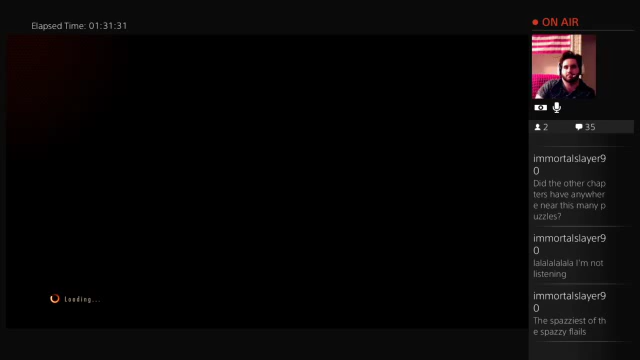 Elapsed Time: 01:31:31
ON AIR
2
35
immortalslayer9
0
Did the other chap
ters have anywher
e near this many p
uzzles?
immortalslayer9
0
lalalalalala I'm not
listening
immortalslayer9
0
The spazziest of th
e spazzy flails
Loading...